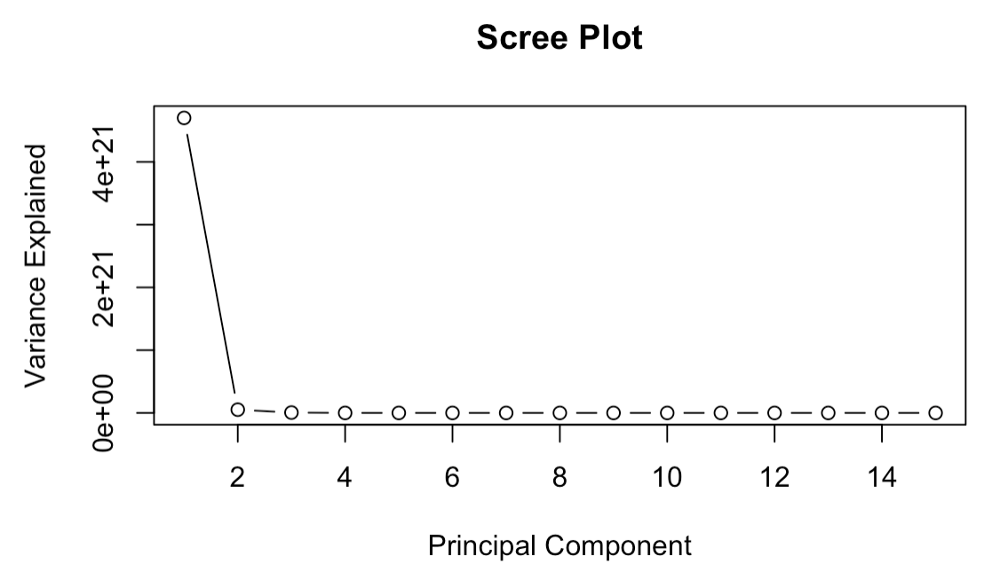 Scree Plot
Variance Explained
4e+21
2e+21
0e+00
2 4 6 8 10 12 14
Principal Component